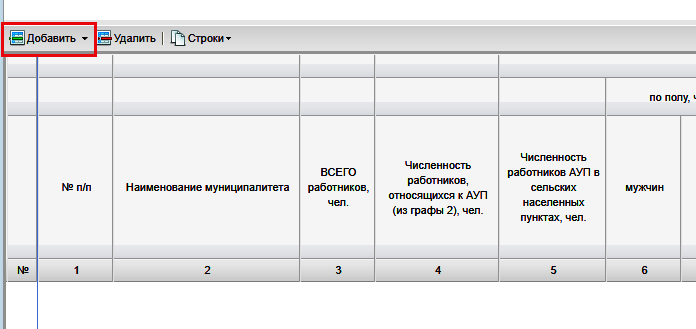 Добавить Удалить Строки
по полу, ч
№ п/п
Наименование муниципалитета
ВСЕГО
работников,
чел.
Численность
работников,
относящихся к АУП
(из графы 2), чел.
Численность
работников АУП в
сельских
населенных
пунктах, чел.
мужчин
№ 1 2 3 4 5 6